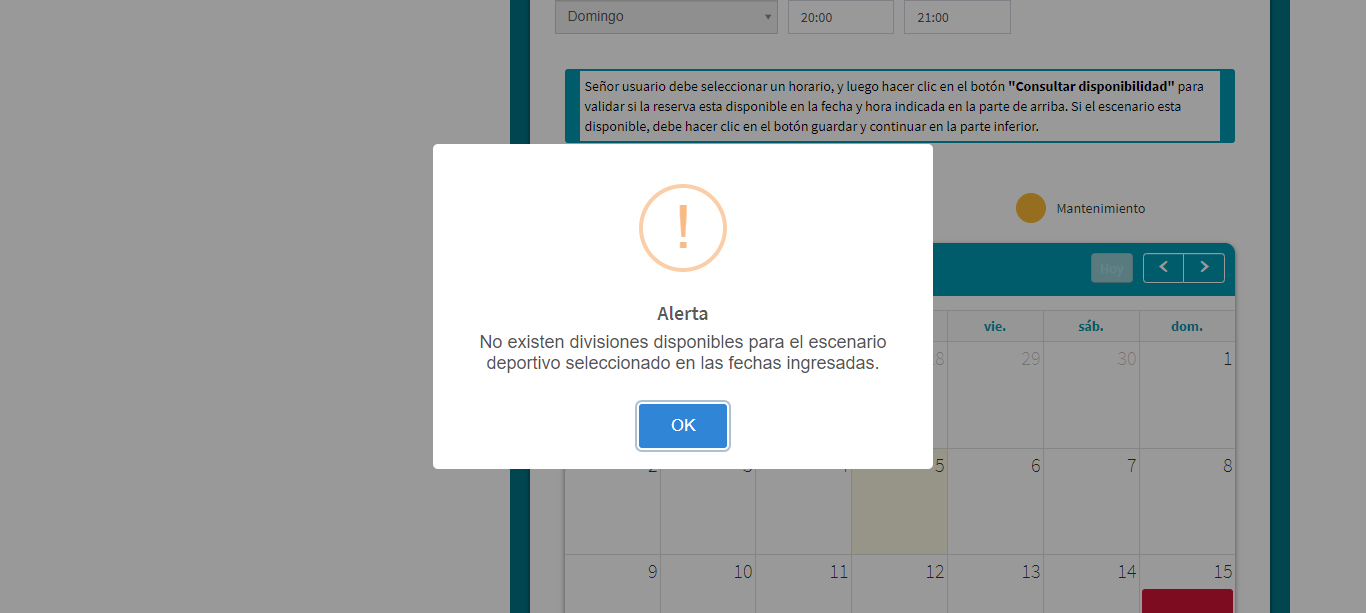 Domingo 20:00 21:00
Señor usuario debe seleccionar un horario, y luego hacer clic en el botón "Consultar disponibilidad" para
validar si la reserva esta disponible en la fecha y hora indicada en la parte de arriba. Si el escenario esta
disponible, debe hacer clic en el botón guardar y continuar en la parte inferior.
Mantenimiento
Hoy
!
Alerta
No existen divisiones disponibles para el escenario
deportivo seleccionado en las fechas ingresadas.
OK
vie. sáb. dom.
29 30 1
5 6 7 8
9 10 11 12 13 14 15